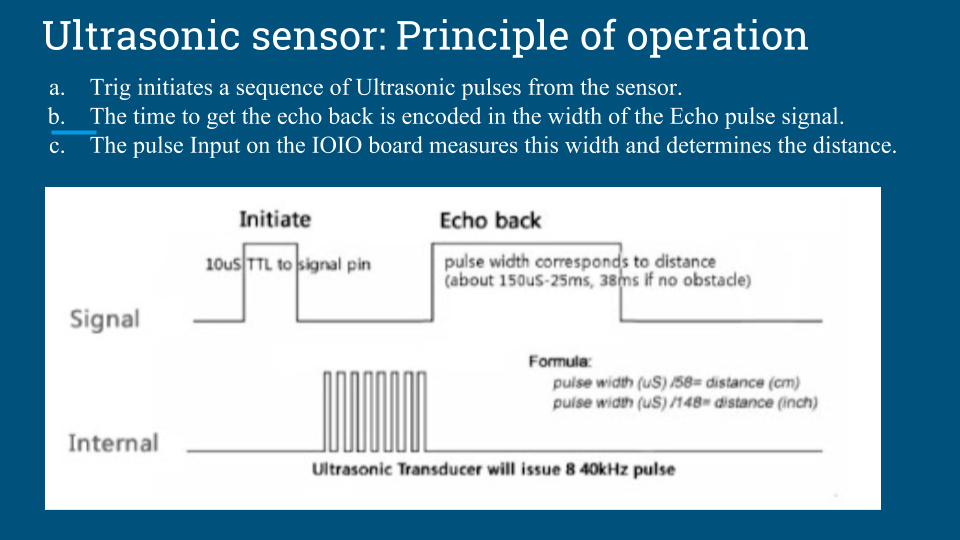 Ultrasonic sensor: Principle of operation
a. Trig initiates a sequence of Ultrasonic pulses from the sensor.
b. The time to get the echo back is encoded in the width of the Echo pulse signal.
c. The pulse Input on the IOIO board measures this width and determines the distance.
Initiate
Echo back
10uS TTL to signal pin
pulse width corresponds to distance
(about 150uS-25ms, 38ms if no obstacle)
Signal
Formula:
pulse width (uS) /58= distance (cm)
pulse width (uS) /148= distance (inch)
Internal
Ultrasonic Transducer will issue 8 40kHz pulse